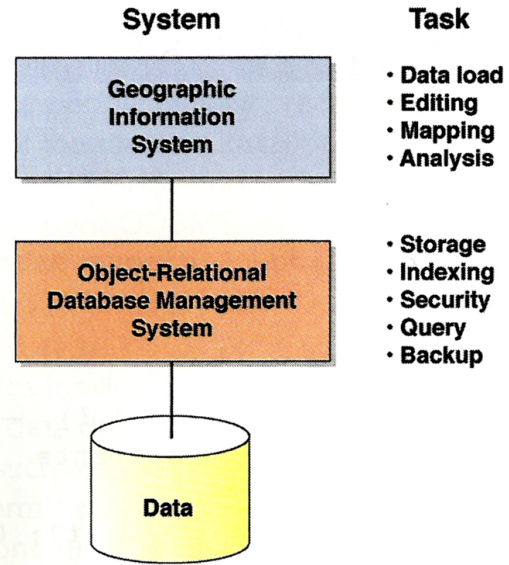 System
Task
Geographic
Information
System
• Data load
• Editing
• Mapping
• Analysis
Object-Relational
Database Management
System
• Storage
• Indexing
• Security
• Query
• Backup
Data